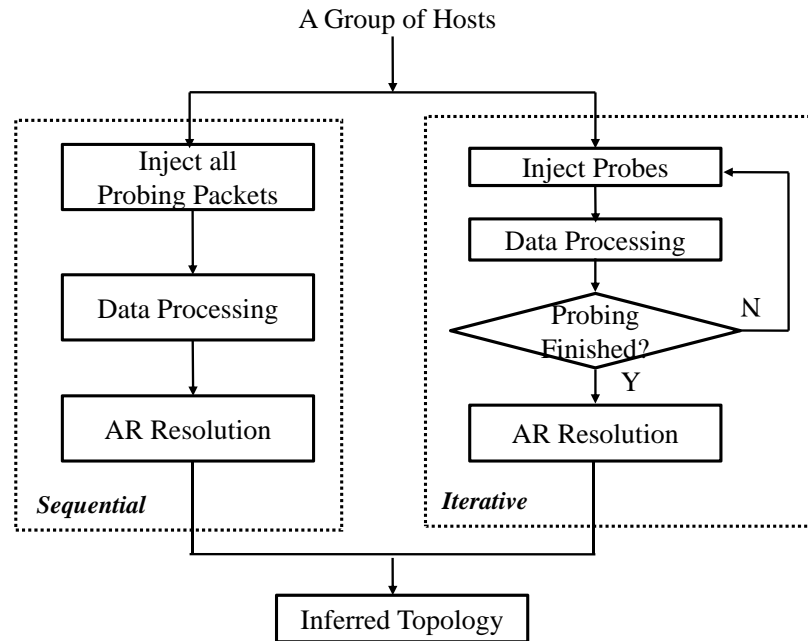 A Group of Hosts
Inject all
Probing Packets
Data Processing
AR Resolution
Sequential
Inject Probes
Data Processing
Probing
Finished?
N
Y
AR Resolution
Iterative
Inferred Topology